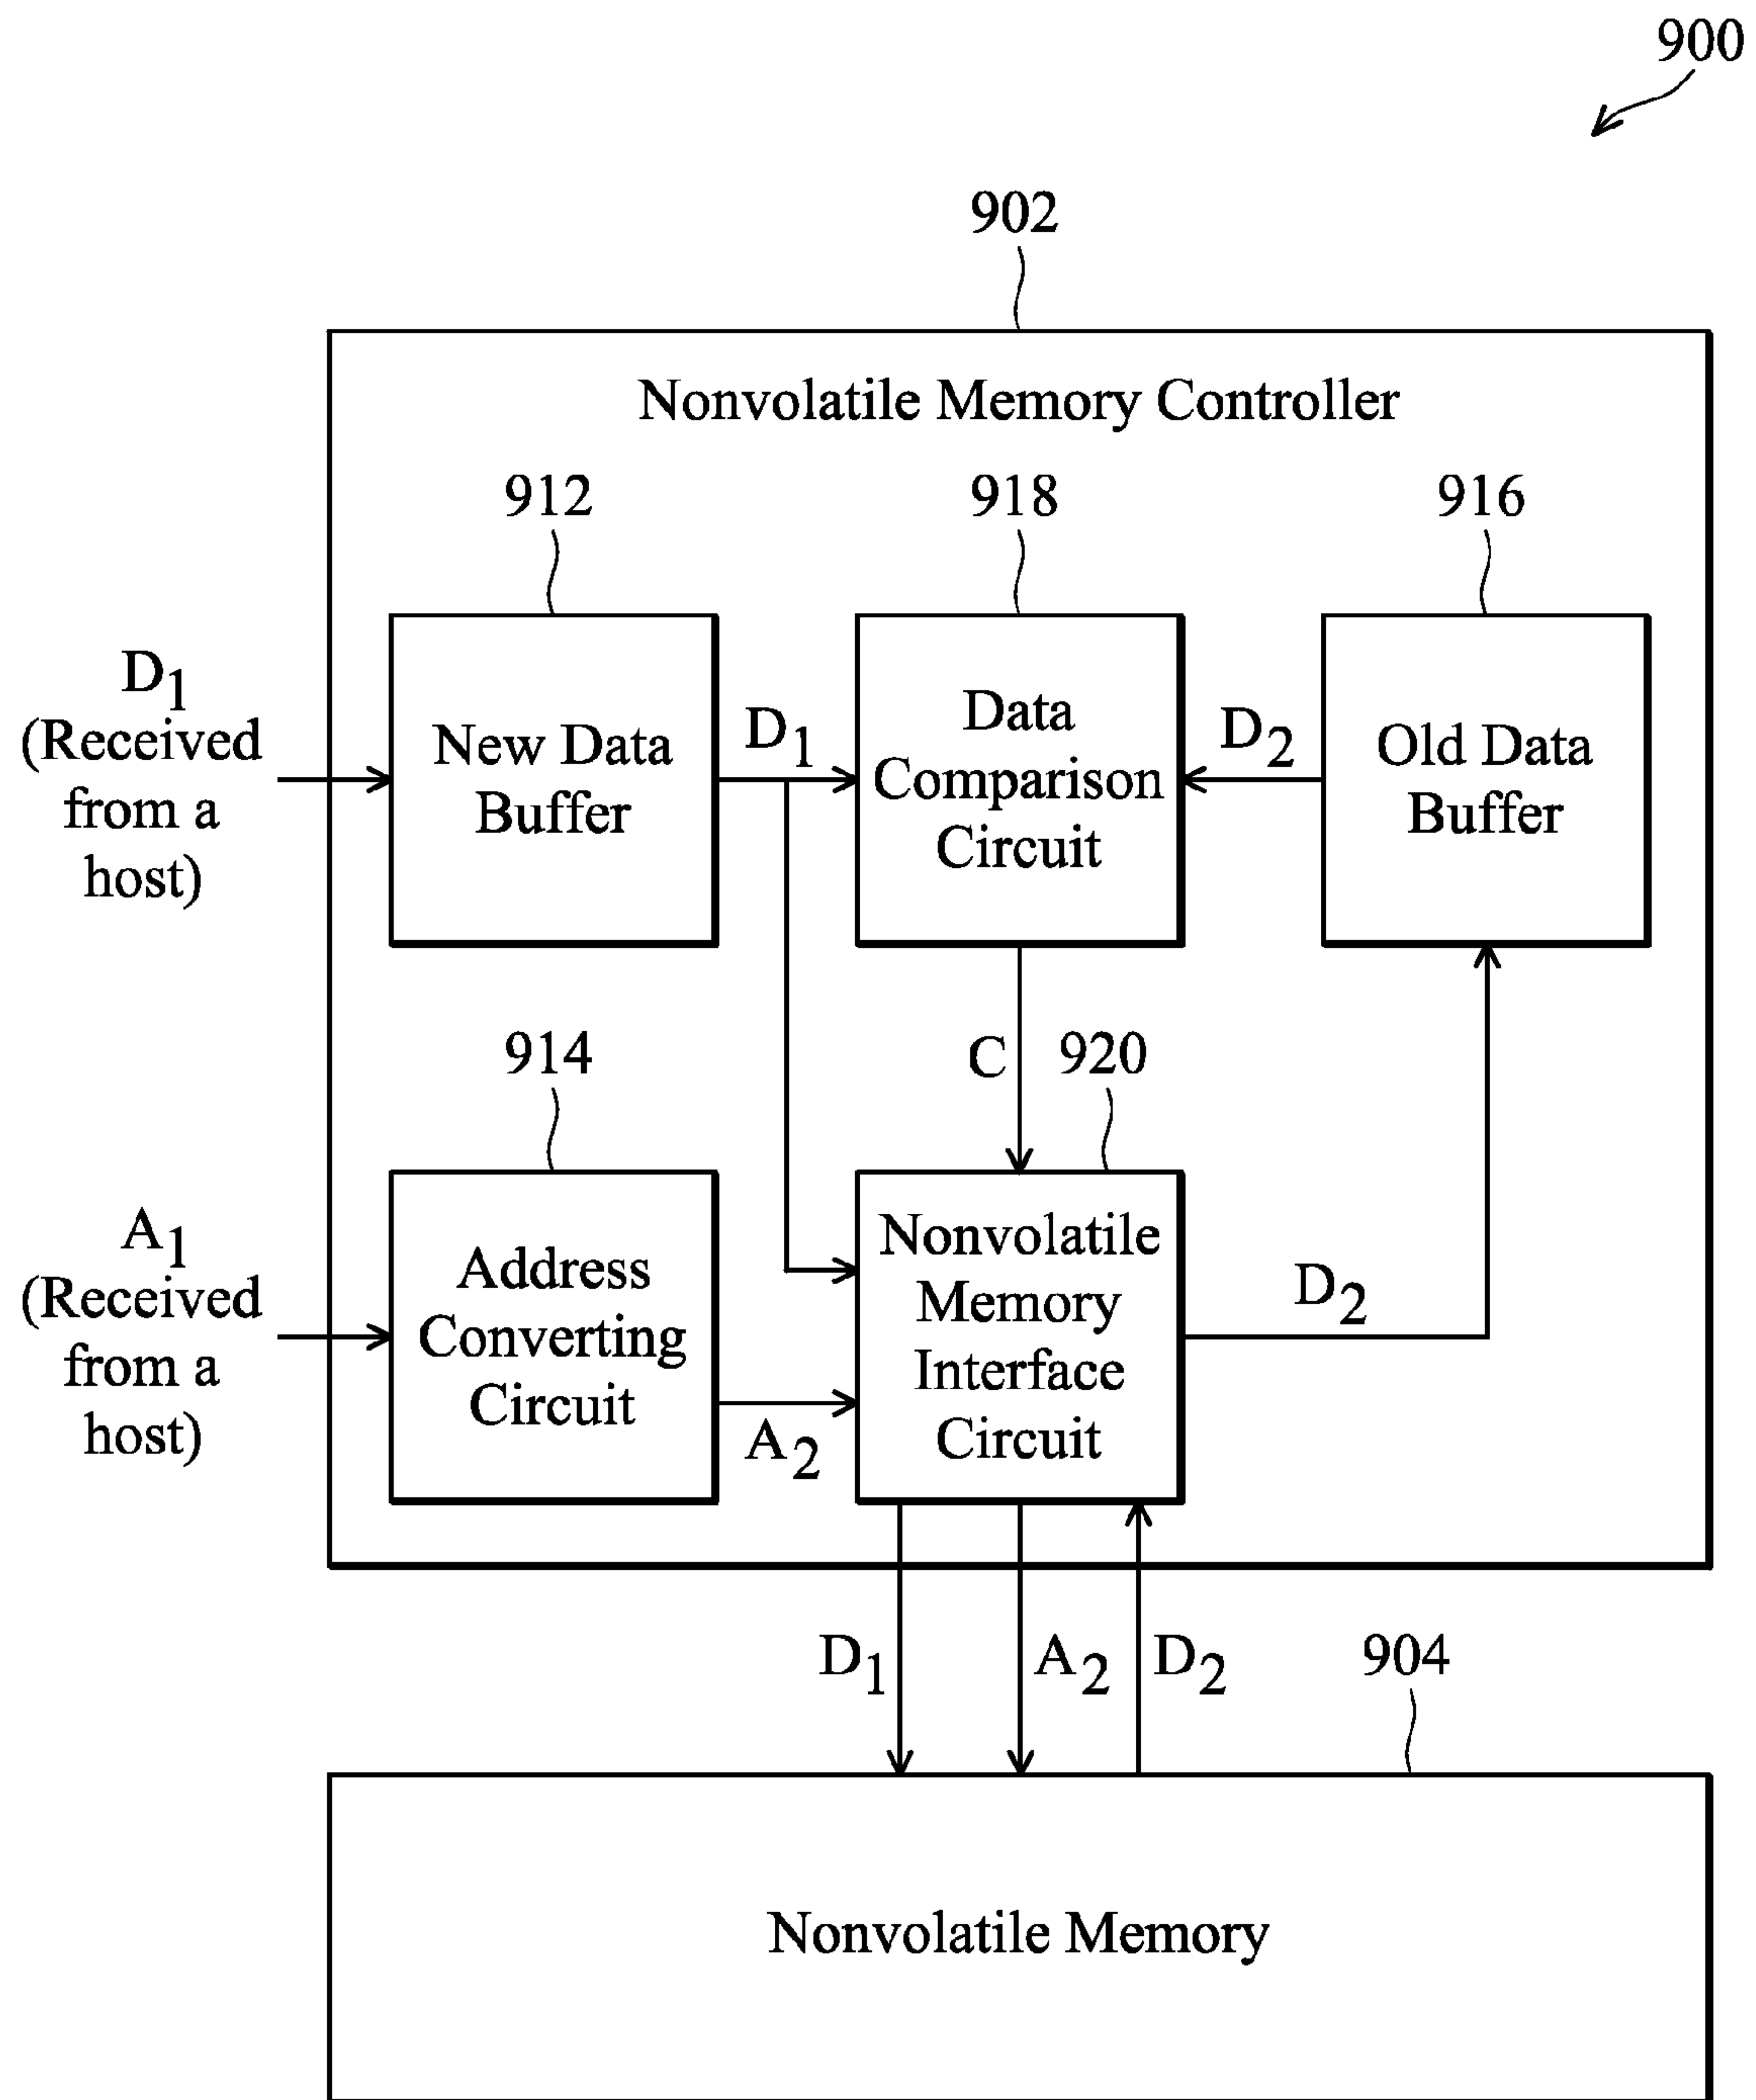 900
902
Nonvolatile Memory Controller
912
918
916
D1
(Received
from a
host)
New Data
Buffer
D1
Data
Comparison
Circuit
D2
Old Data
Buffer
914
C
920
A1
(Received
from a
host)
Address
Converting
Circuit
A2
Nonvolatile
Memory
Interface
Circuit
D2
D1
A2
D2
904
Nonvolatile Memory